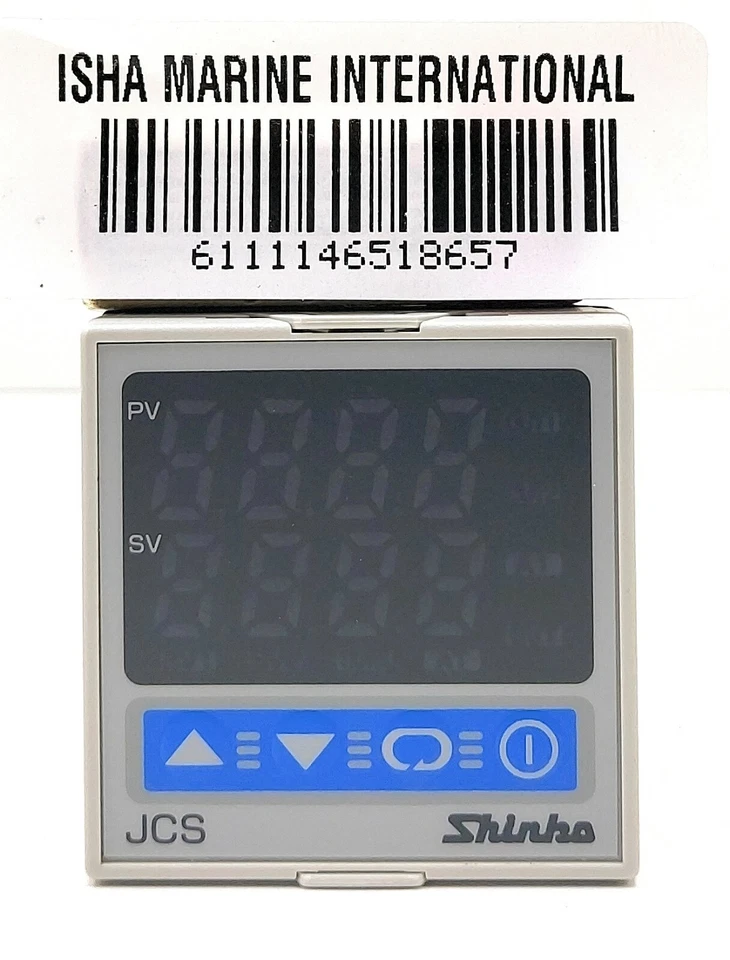 ISHA MARINE INTERNATIONAL
6111146518657
PV
SV
JCS
Shinko